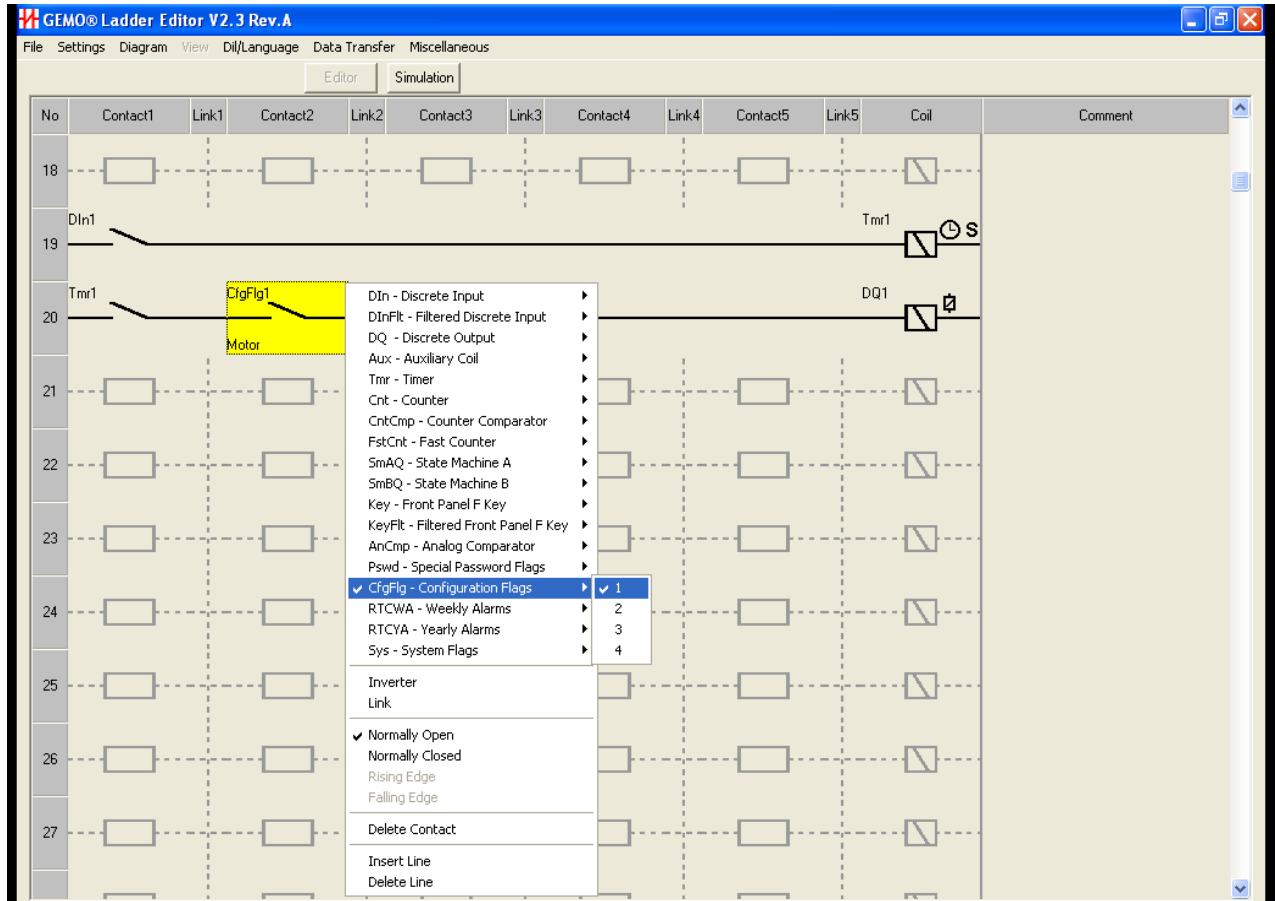 GEMO® Ladder Editor V2.3 Rev.A
File Settings Diagram View Dil/Language Data Transfer Miscellaneous
Editor Simulation
No Contact1 Link1 Contact2 Link2 Contact3 Link3 Contact4 Link4 Contact5 Link5 Coil Comment
18
DIn1 Tmr1
19 S
Tmr1 CfgFlg1 DQ1
20
Motor
21
22
23
24
25
26
27
DIn - Discrete Input
DInFlt - Filtered Discrete Input
DQ - Discrete Output
Aux - Auxiliary Coil
Tmr - Timer
Cnt - Counter
CntCmp - Counter Comparator
FstCnt - Fast Counter
SmAQ - State Machine A
SmBQ - State Machine B
Key - Front Panel F Key
KeyFlt - Filtered Front Panel F Key
AnCmp - Analog Comparator
Pswd - Special Password Flags
CfgFlg - Configuration Flags
RTCWA - Weekly Alarms
RTCYA - Yearly Alarms
Sys - System Flags
1
2
3
4
Inverter
Link
Normally Open
Normally Closed
Rising Edge
Falling Edge
Delete Contact
Insert Line
Delete Line